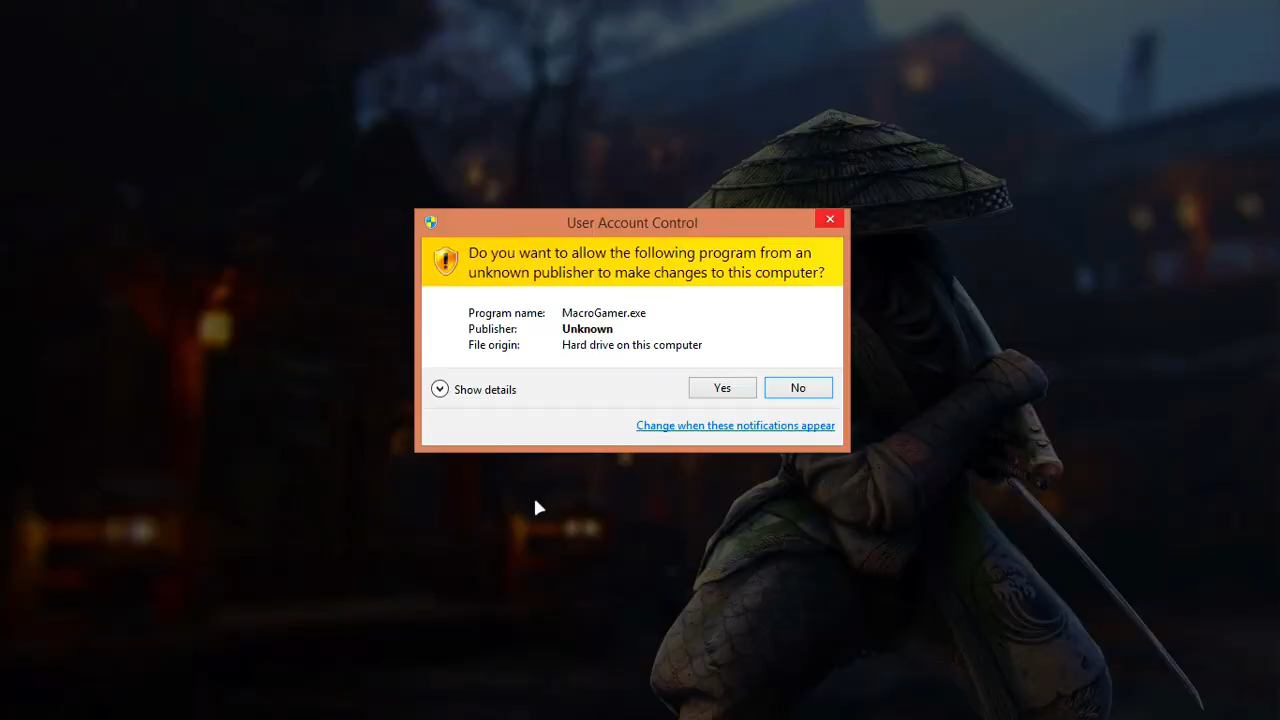 User Account Control
Do you want to allow the following program from an
unknown publisher to make changes to this computer?
Program name: MacroGamer.exe
Publisher: Unknown
File origin: Hard drive on this computer
Show details
Yes
No
Change when these notifications appear